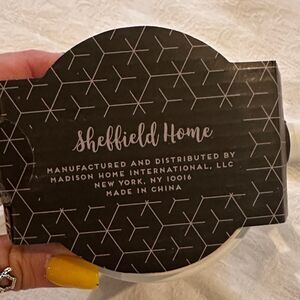 Sheffield Home
MANUFACTURED AND DISTRIBUTED BY
MADISON HOME INTERNATIONAL, LLC
NEW YORK, NY 10016
MADE IN CHINA